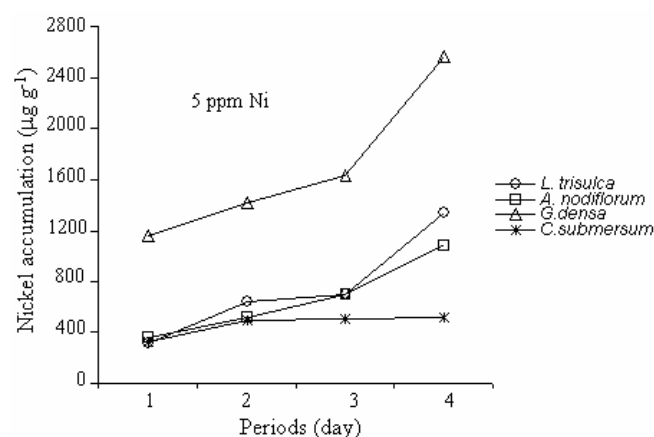 2800
2400
2000
1600
1200
800
400
0
Nickel accumulation (µg g⁻¹)
5 ppm Ni
1 2 3 4
Periods (day)
L. trisulca
A. nodiflorum
G.densa
C.submersum